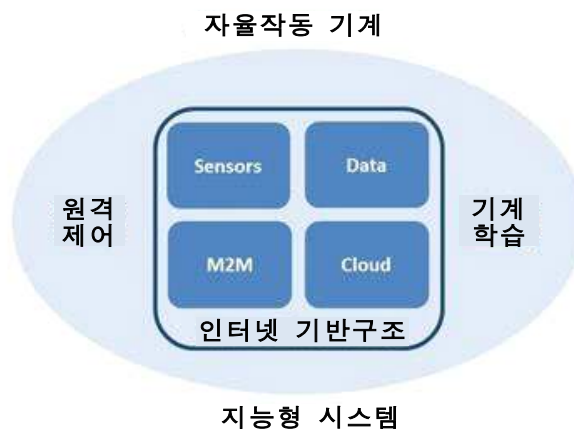 자율작동 기계
Sensors
Data
원격
제어
기계
학습
M2M
Cloud
인터넷 기반구조
지능형 시스템